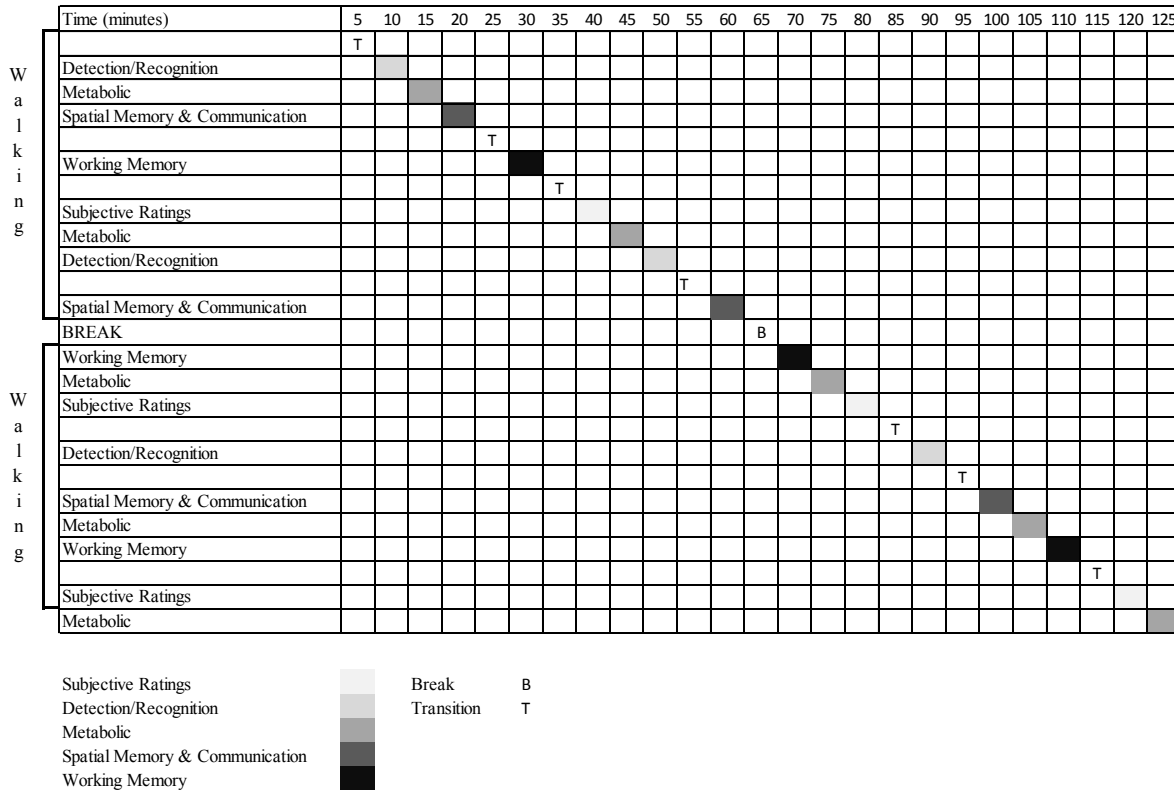 Time (minutes) 5 10 15 20 25 30 35 40 45 50 55 60 65 70 75 80 85 90 95 100 105 110 115 120 125
T
Detection/Recognition
Metabolic
Spatial Memory & Communication
T
Working Memory
T
Subjective Ratings
Metabolic
Detection/Recognition
T
Spatial Memory & Communication
Walking
BREAK B
Working Memory
Metabolic
Subjective Ratings
T
Detection/Recognition
T
Spatial Memory & Communication
Metabolic
Working Memory
T
Subjective Ratings
Walking
Metabolic
Subjective Ratings Break B
Detection/Recognition Transition T
Metabolic
Spatial Memory & Communication
Working Memory